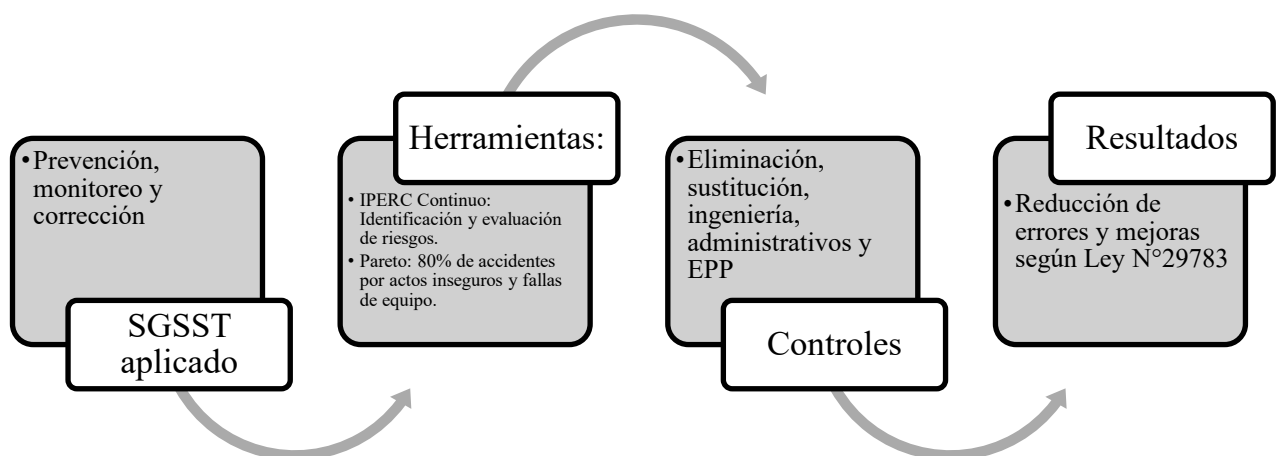 •Prevención,
monitoreo y
corrección
SGSST
aplicado
Herramientas:
• IPERC Continuo:
Identificación y evaluación
de riesgos.
• Pareto: 80% de accidentes
por actos inseguros y fallas
de equipo.
•Eliminación,
sustitución,
ingeniería,
administrativos y
EPP
Controles
Resultados
•Reducción de
errores y mejoras
según Ley N°29783